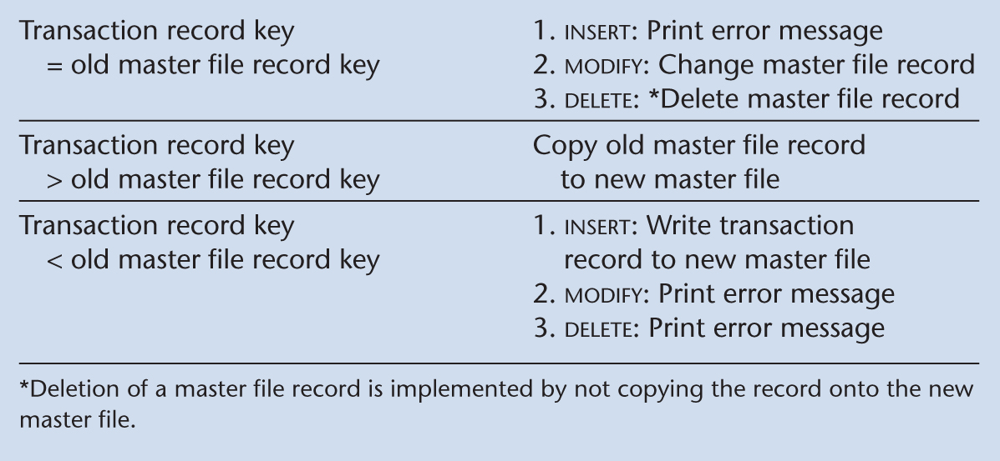 Transaction record key
= old master file record key
1. INSERT: Print error message
2. MODIFY: Change master file record
3. DELETE: *Delete master file record
Transaction record key
> old master file record key
Copy old master file record
to new master file
Transaction record key
< old master file record key
1. INSERT: Write transaction
record to new master file
2. MODIFY: Print error message
3. DELETE: Print error message
*Deletion of a master file record is implemented by not copying the record onto the new
master file.